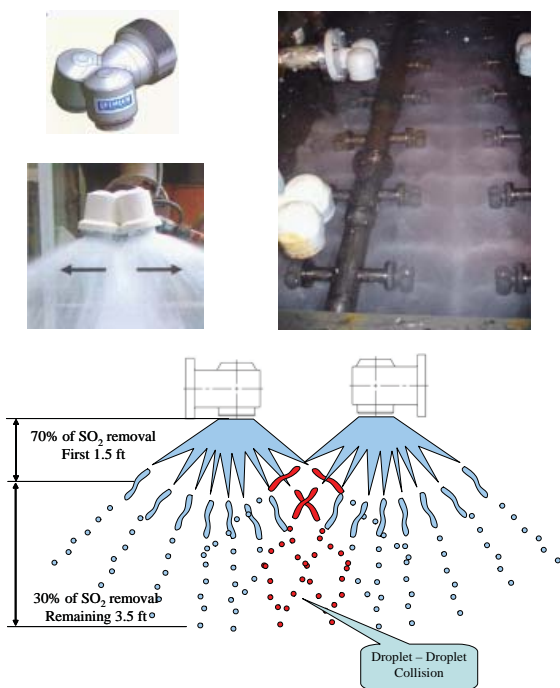 70% of SO₂ removal
First 1.5 ft
30% of SO₂ removal
Remaining 3.5 ft
Droplet – Droplet
Collision